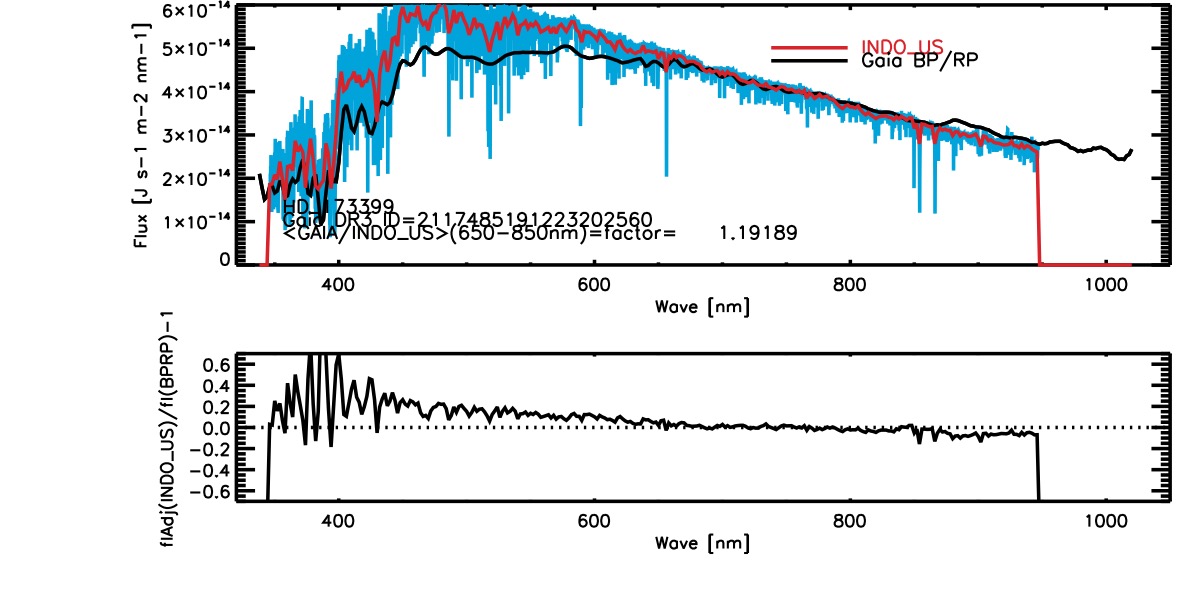 6×10−14
5×10−14
4×10−14
3×10−14
2×10−14
1×10−14
0
Flux [J s−1 m−2 nm−1]
INDO_US
Gaia BP/RP
73399
Gaia DR3 ID=2117485191223202560
<GAIA/INDO_US>(650−850nm)=factor= 1.19189
400 600 800 1000
Wave [nm]
flAdj(INDO_US)/fl(BPRP)−1
0.6
0.4
0.2
0.0
−0.2
−0.4
−0.6
400 600 800 1000
Wave [nm]